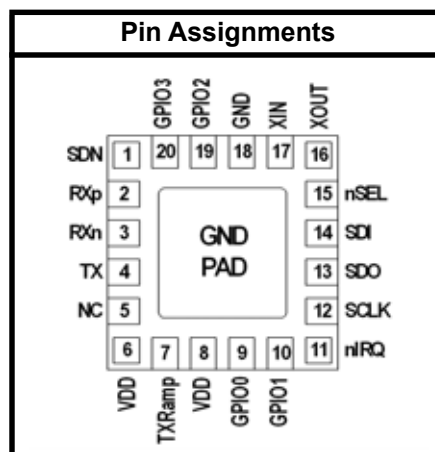 Pin Assignments
GPIO3 GPIO2 GND XIN XOUT
SDN 1 20 19 18 17 16
RXp 2 15 nSEL
RXn 3 GND 14 SDI
TX 4 PAD 13 SDO
NC 5 12 SCLK
6 7 8 9 10 11 nIRQ
VDD TXRamp VDD GPIO0 GPIO1